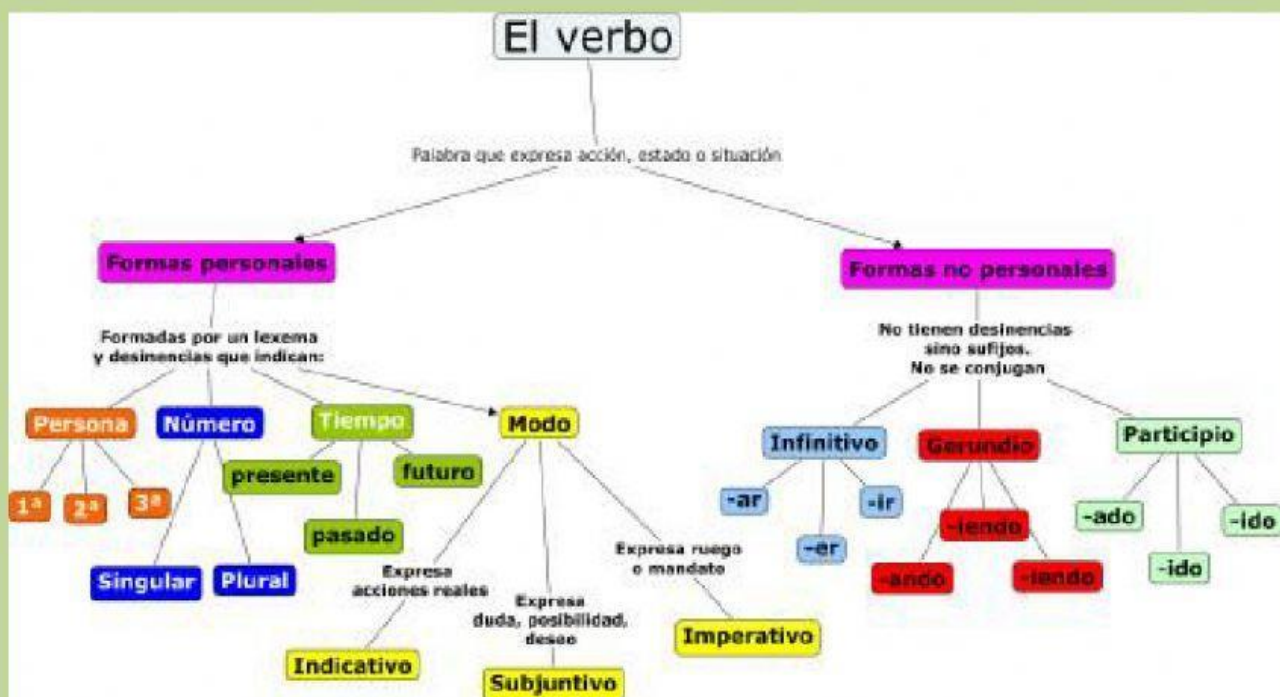 El verbo
Palabra que expresa acción, estado o situación
Formas personales
Formas no personales
Formadas por un lexema
y desinencias que indican:
No tienen desinencias
sino sufijos.
No se conjugan
Persona
Número
Tiempo
Modo
Infinitivo
Gerundio
Participio
1ª
2ª
3ª
Singular
Plural
presente
pasado
futuro
Expresa
acciones reales
Expresa
duda, posibilidad,
deseo
Expresa ruego
o mandato
Indicativo
Subjuntivo
Imperativo
-ar
-er
-ir
-ando
-iendo
-iendo
-ado
-ido
-ido